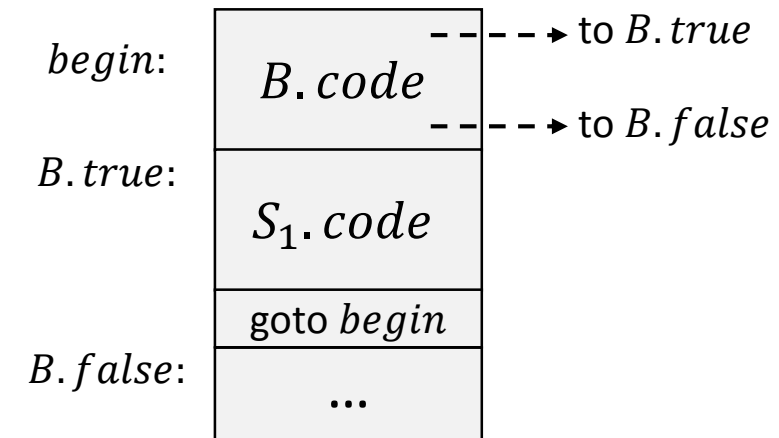 begin:
B.code
to B.true
to B.false
B.true:
S₁.code
goto begin
B.false:
...